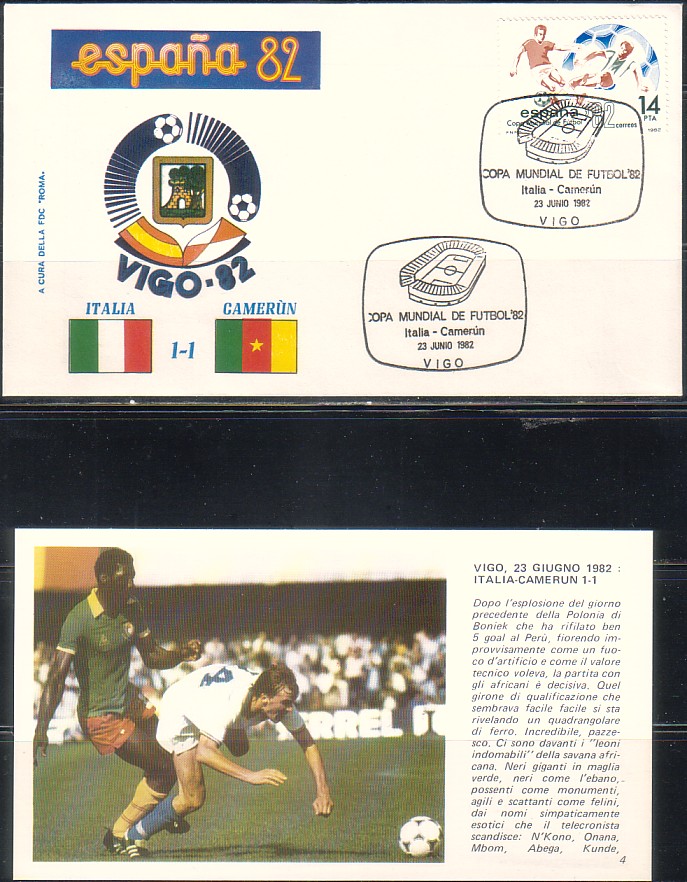 españa 82
A CURA DELLA FDC "ROMA".
VIGO-82
ITALIA
CAMERÙN
1-1
14
PTA
españa 82
Copa Mundial de Futbol
correos
1982
COPA MUNDIAL DE FUTBOL'82
Italia - Camerún
23 JUNIO 1982
VIGO
COPA MUNDIAL DE FUTBOL'82
Italia - Camerún
23 JUNIO 1982
VIGO
VIGO, 23 GIUGNO 1982 :
ITALIA-CAMERUN 1-1
Dopo l'esplosione del giorno
precedente della Polonia di
Boniek che ha rifilato ben
5 goal al Perù, fiorendo im-
provvisamente come un fuo-
co d'artificio e come il valore
tecnico voleva, la partita con
gli africani è decisiva. Quel
girone di qualificazione che
sembrava facile facile si sta
rivelando un quadrangolare
di ferro. Incredibile, pazze-
sco. Ci sono davanti i "leoni
indomabili" della savana afri-
cana. Neri giganti in maglia
verde, neri come l'ebano,
possenti come monumenti,
agili e scattanti come felini,
dai nomi simpaticamente
esotici che il telecronista
scandisce: N'Kono, Onana,
Mbom, Abega, Kunde,
4